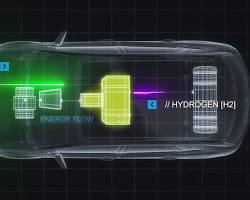 // HYDROGEN [H2]
ENERGY FLOW